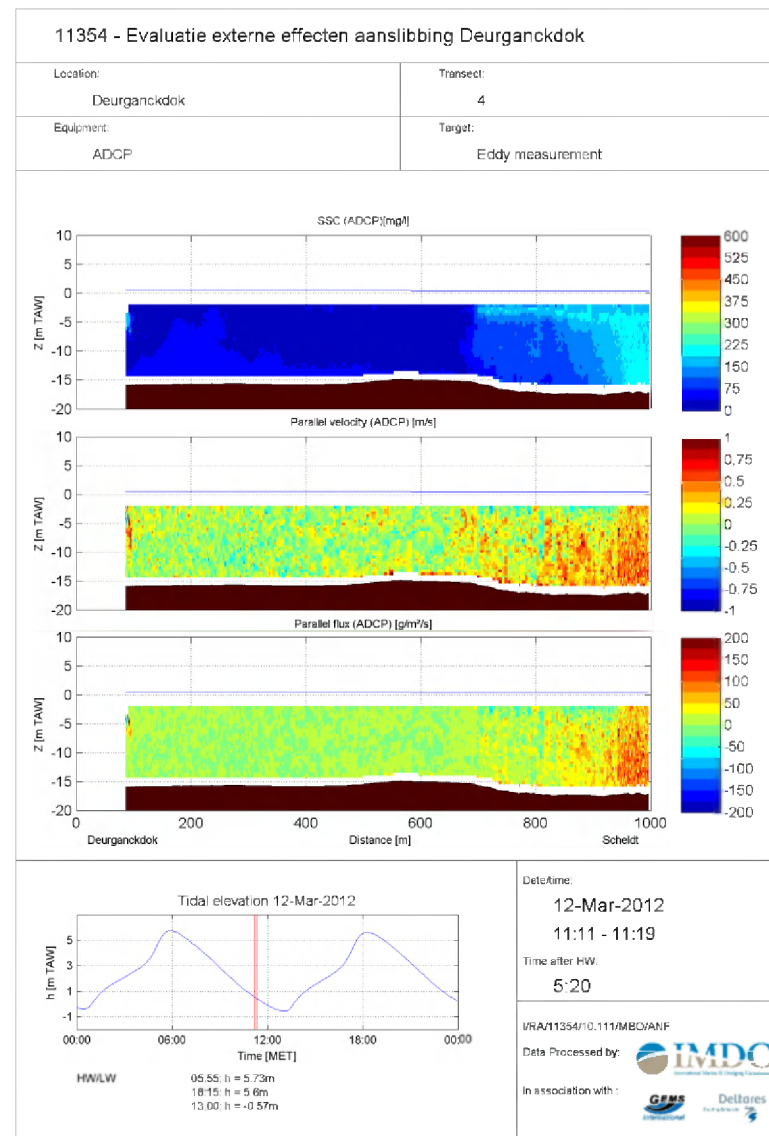 11354 - Evaluatie externe effecten aanslibbing Deurganckdok
Location:
Deurganckdok
Transect:
4
Equipment:
ADCP
Target:
Eddy measurement
SSC (ADCP)[mg/l]
10
5
0
-5
-10
-15
-20
Z [m TAW]
600
525
450
375
300
225
150
75
0
Parallel velocity (ADCP) [m/s]
10
5
0
-5
-10
-15
-20
Z [m TAW]
1
0.75
0.5
0.25
0
-0.25
-0.5
-0.75
-1
Parallel flux (ADCP) [g/m²/s]
10
5
0
-5
-10
-15
-20
Z [m TAW]
200
150
100
50
0
-50
-100
-150
-200
0 200 400 600 800 1000
Deurganckdok Distance [m] Scheldt
Tidal elevation 12-Mar-2012
h [m TAW]
5
3
1
-1
00:00 06:00 12:00 18:00 00:00
Time [MET]
HW/LW
05:55: h = 5.73m
18:15: h = 5.6m
13:00: h = -0.57m
Date/time:
12-Mar-2012
11:11 - 11:19
Time after HW:
5:20
I/RA/11354/10.111/MBO/ANF
Data Processed by:
IMDC
In association with :
GEMS
International
Deltares